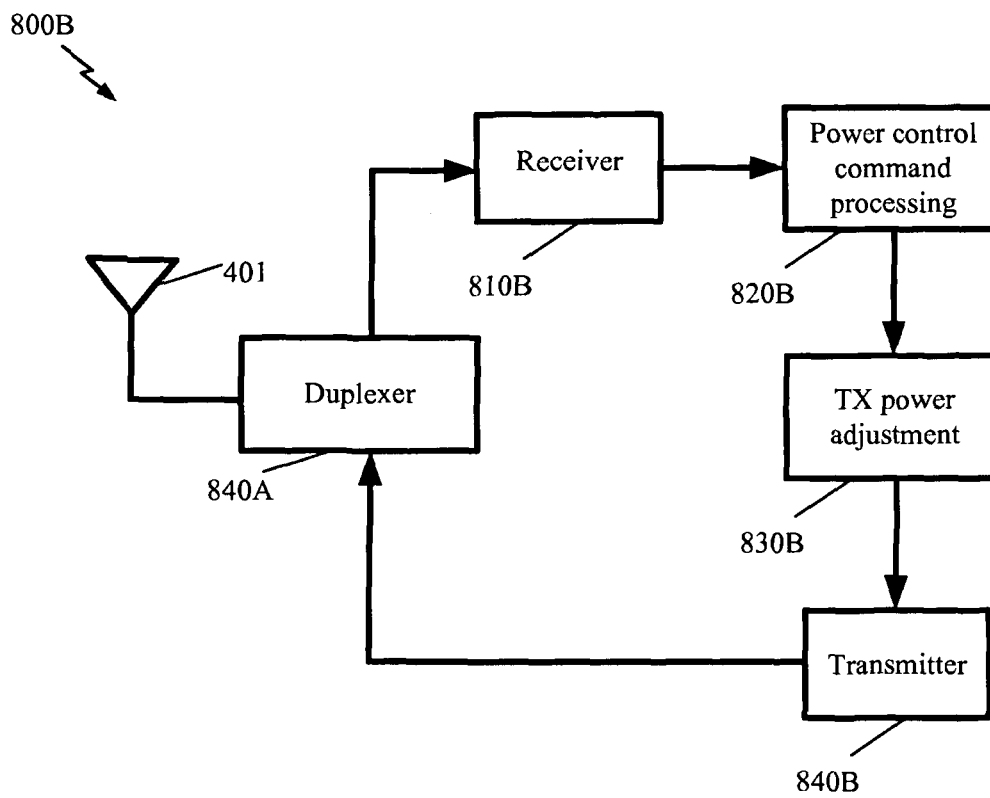 800B
Receiver
810B
Power control
command
processing
820B
401
Duplexer
840A
TX power
adjustment
830B
Transmitter
840B